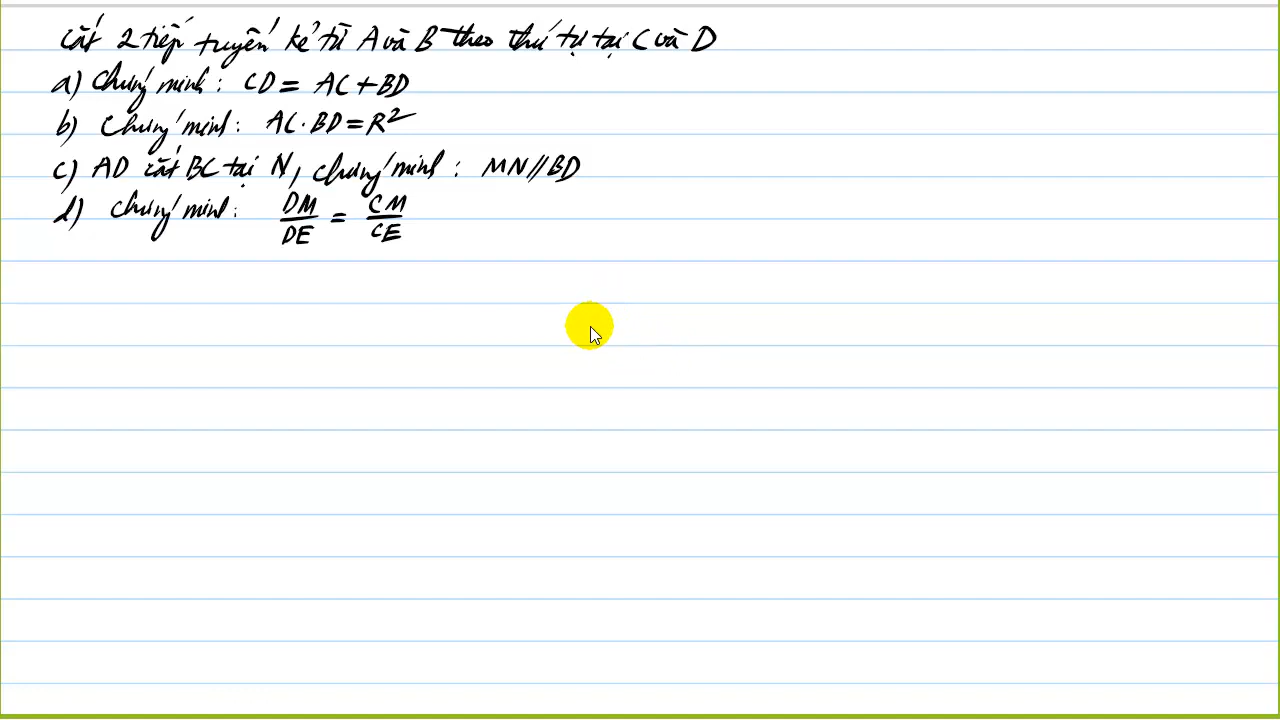 cắt 2 tiếp tuyến kẻ từ A và B theo thứ tự tại C và D
a) Chứng minh: CD = AC + BD
b) Chứng minh: AC . BD = R²
c) AD cắt BC tại N, chứng minh: MN // BD
d) Chứng minh: DM/DE = CM/CE